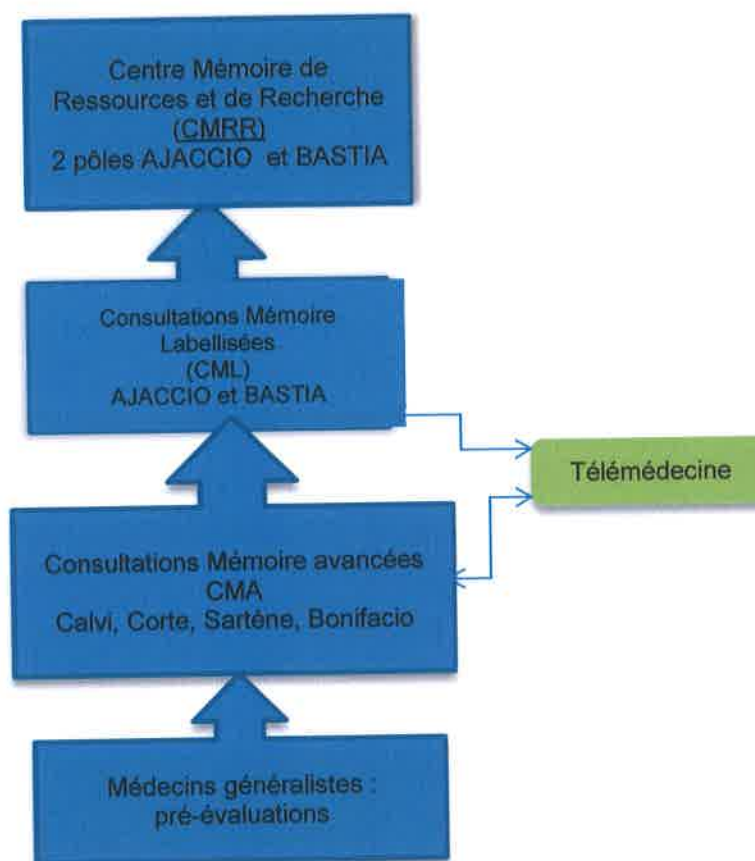 Centre Mémoire de
Ressources et de Recherche
(CMRR)
2 pôles AJACCIO et BASTIA
Consultations Mémoire
Labellisées
(CML)
AJACCIO et BASTIA
Télémédecine
Consultations Mémoire avancées
CMA
Calvi, Corte, Sartène, Bonifacio
Médecins généralistes :
pré-évaluations